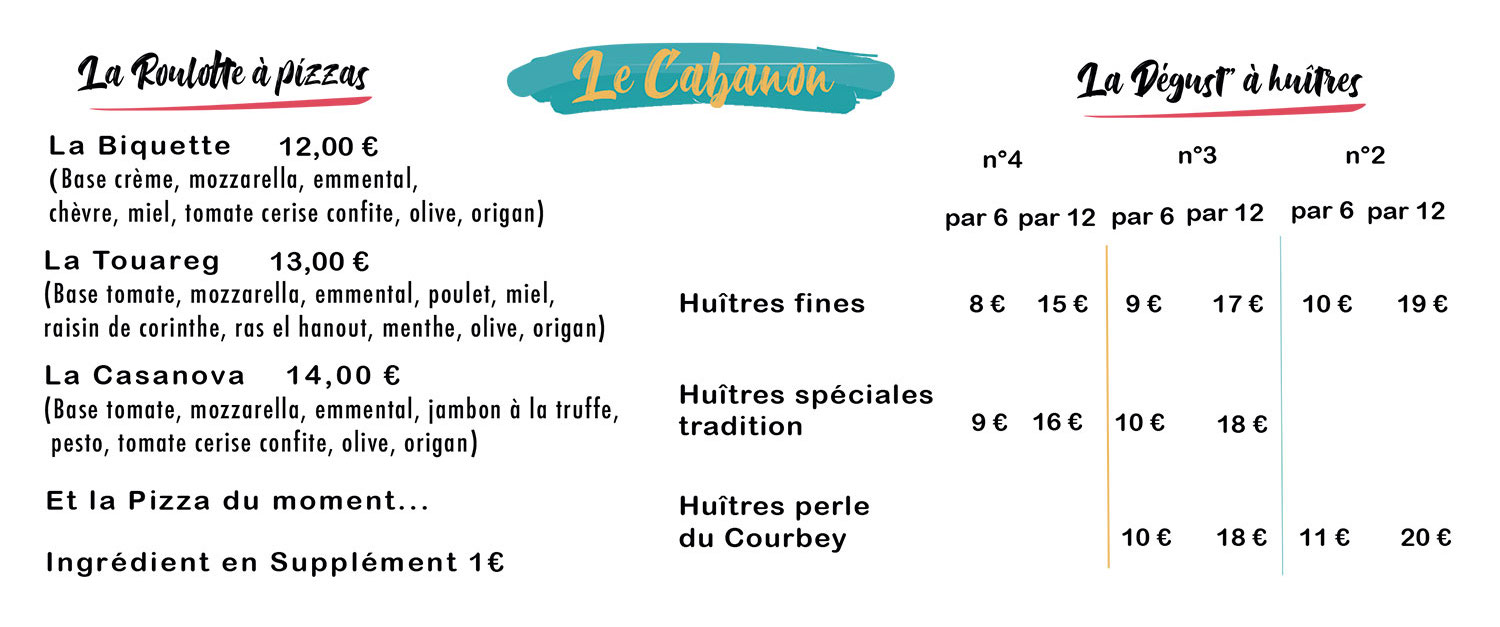 La Roulotte à pizzas
La Biquette 12,00 €
(Base crème, mozzarella, emmental,
chèvre, miel, tomate cerise confite, olive, origan)
La Touareg 13,00 €
(Base tomate, mozzarella, emmental, poulet, miel,
raisin de corinthe, ras el hanout, menthe, olive, origan)
La Casanova 14,00 €
(Base tomate, mozzarella, emmental, jambon à la truffe,
pesto, tomate cerise confite, olive, origan)
Et la Pizza du moment...
Ingrédient en Supplément 1€
Le Cabanon
La Dégust" à huîtres
n°4 n°3 n°2
par 6 par 12 par 6 par 12 par 6 par 12
Huîtres fines 8 € 15 € 9 € 17 € 10 € 19 €
Huîtres spéciales
tradition 9 € 16 € 10 € 18 €
Huîtres perle
du Courbey 10 € 18 € 11 € 20 €